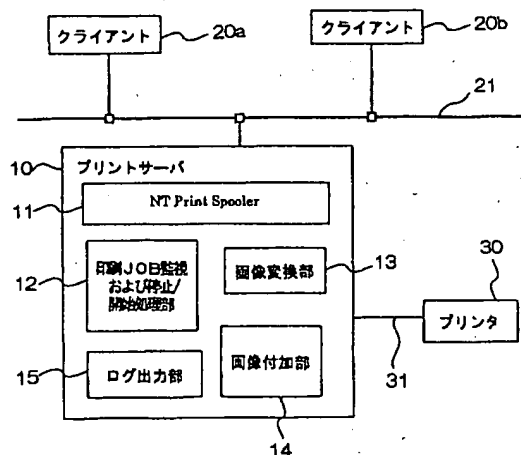 クライアント
20a
クライアント
20b
21
10
プリントサーバ
11
NT Print Spooler
12
印刷JOB監視
および停止/
開始処理部
画像変換部
13
30
プリンタ
31
15
ログ出力部
画像付加部
14